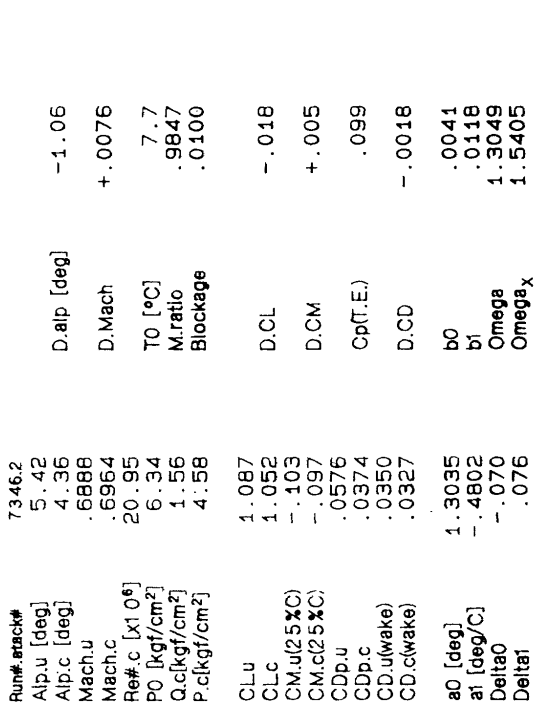 Run#.stack# 7346.2
Alp.u [deg] 5.42 D.alp [deg] -1.06
Alp.c [deg] 4.36
Mach.u .6888 D.Mach +.0076
Mach.c .6964
Re#.c [x10⁶] 20.95 T0 [°C] 7.7
P0 [kgf/cm²] 6.34 M.ratio .9847
Q.c[kgf/cm²] 1.56 Blockage .0100
P.c[kgf/cm²] 4.58
CLu 1.087 D.CL -.018
CLc 1.052
CM.u(25%C) -.103 D.CM +.005
CM.c(25%C) -.097
CDp.u .0576 Cp(T.E.) .099
CDp.c .0374
CD.u(wake) .0350 D.CD -.0018
CD.c(wake) .0327
a0 [deg] 1.3035 b0 .0041
a1 [deg/C] -.4802 b1 .0118
Delta0 -.070 Omega 1.3049
Delta1 .076 Omegaₓ 1.5405